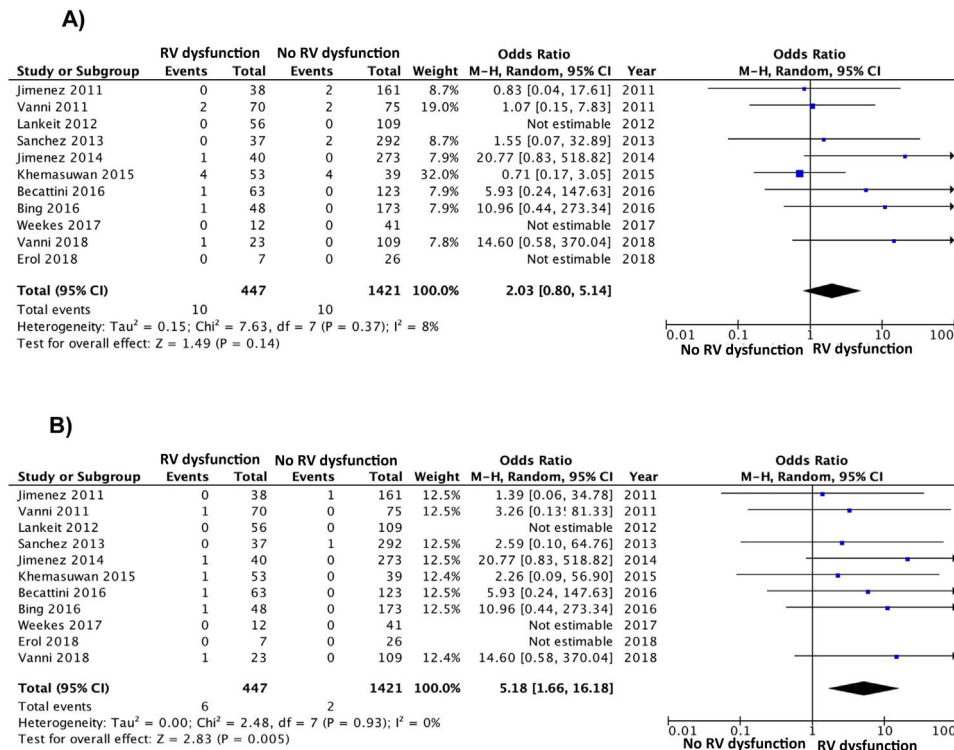 A)
RV dysfunction No RV dysfunction Odds Ratio Odds Ratio
Study or Subgroup Events Total Events Total Weight M-H, Random, 95% CI Year M-H, Random, 95% CI
Jimenez 2011 0 38 2 161 8.7% 0.83 [0.04, 17.61] 2011
Vanni 2011 2 70 2 75 19.0% 1.07 [0.15, 7.83] 2011
Lankeit 2012 0 56 0 109 Not estimable 2012
Sanchez 2013 0 37 2 292 8.7% 1.55 [0.07, 32.89] 2013
Jimenez 2014 1 40 0 273 7.9% 20.77 [0.83, 518.82] 2014
Khemasuwan 2015 4 53 4 39 32.0% 0.71 [0.17, 3.05] 2015
Becattini 2016 1 63 0 123 7.9% 5.93 [0.24, 147.63] 2016
Bing 2016 1 48 0 173 7.9% 10.96 [0.44, 273.34] 2016
Weekes 2017 0 12 0 41 Not estimable 2017
Vanni 2018 1 23 0 109 7.8% 14.60 [0.58, 370.04] 2018
Erol 2018 0 7 0 26 Not estimable 2018
Total (95% CI) 447 1421 100.0% 2.03 [0.80, 5.14]
Total events 10 10
Heterogeneity: Tau² = 0.15; Chi² = 7.63, df = 7 (P = 0.37); I² = 8%
Test for overall effect: Z = 1.49 (P = 0.14)
0.01 0.1 1 10 100
No RV dysfunction RV dysfunction
B)
RV dysfunction No RV dysfunction Odds Ratio Odds Ratio
Study or Subgroup Events Total Events Total Weight M-H, Random, 95% CI Year M-H, Random, 95% CI
Jimenez 2011 0 38 1 161 12.5% 1.39 [0.06, 34.78] 2011
Vanni 2011 1 70 0 75 12.5% 3.26 [0.13, 81.33] 2011
Lankeit 2012 0 56 0 109 Not estimable 2012
Sanchez 2013 0 37 1 292 12.5% 2.59 [0.10, 64.76] 2013
Jimenez 2014 1 40 0 273 12.5% 20.77 [0.83, 518.82] 2014
Khemasuwan 2015 1 53 0 39 12.4% 2.26 [0.09, 56.90] 2015
Becattini 2016 1 63 0 123 12.5% 5.93 [0.24, 147.63] 2016
Bing 2016 1 48 0 173 12.5% 10.96 [0.44, 273.34] 2016
Weekes 2017 0 12 0 41 Not estimable 2017
Erol 2018 0 7 0 26 Not estimable 2018
Vanni 2018 1 23 0 109 12.4% 14.60 [0.58, 370.04] 2018
Total (95% CI) 447 1421 100.0% 5.18 [1.66, 16.18]
Total events 6 2
Heterogeneity: Tau² = 0.00; Chi² = 2.48, df = 7 (P = 0.93); I² = 0%
Test for overall effect: Z = 2.83 (P = 0.005)
0.01 0.1 1 10 100
No RV dysfunction RV dysfunction